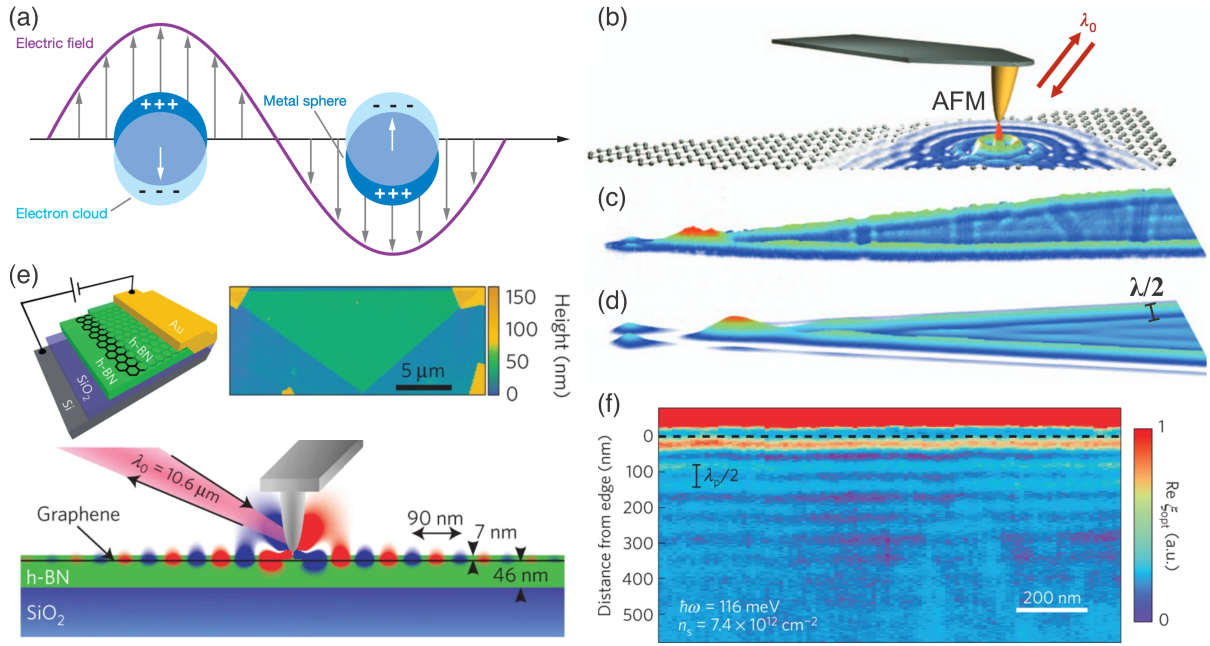 (a)
Electric field
+++
- - -
Metal sphere
- - -
+++
Electron cloud
(b)
λ0
AFM
(c)
(d)
λ/2
(e)
Au
h-BN
h-BN
SiO2
Si
5 μm
150
100
50
0
Height (nm)
λ0 = 10.6 μm
Graphene
90 nm
7 nm
46 nm
h-BN
SiO2
(f)
0
100
200
300
400
500
Distance from edge (nm)
λp/2
ħω = 116 meV
ns = 7.4 × 10¹² cm⁻²
200 nm
1
0
Re ξopt (a.u.)